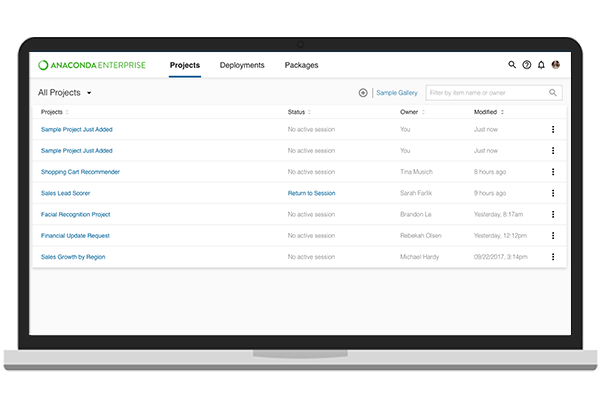 ANACONDA ENTERPRISE Projects Deployments Packages
All Projects Sample Gallery Filter by item name or owner
Projects Status Owner Modified
Sample Project Just Added No active session You Just now
Sample Project Just Added No active session You Just now
Shopping Cart Recommender No active session Tina Musich 8 hours ago
Sales Lead Scorer Return to Session Sarah Farlik 9 hours ago
Facial Recognition Project No active session Brandon Le Yesterday, 8:17am
Financial Update Request No active session Rebekah Olsen Yesterday, 12:12pm
Sales Growth by Region No active session Michael Hardy 09/22/2017, 3:14pm